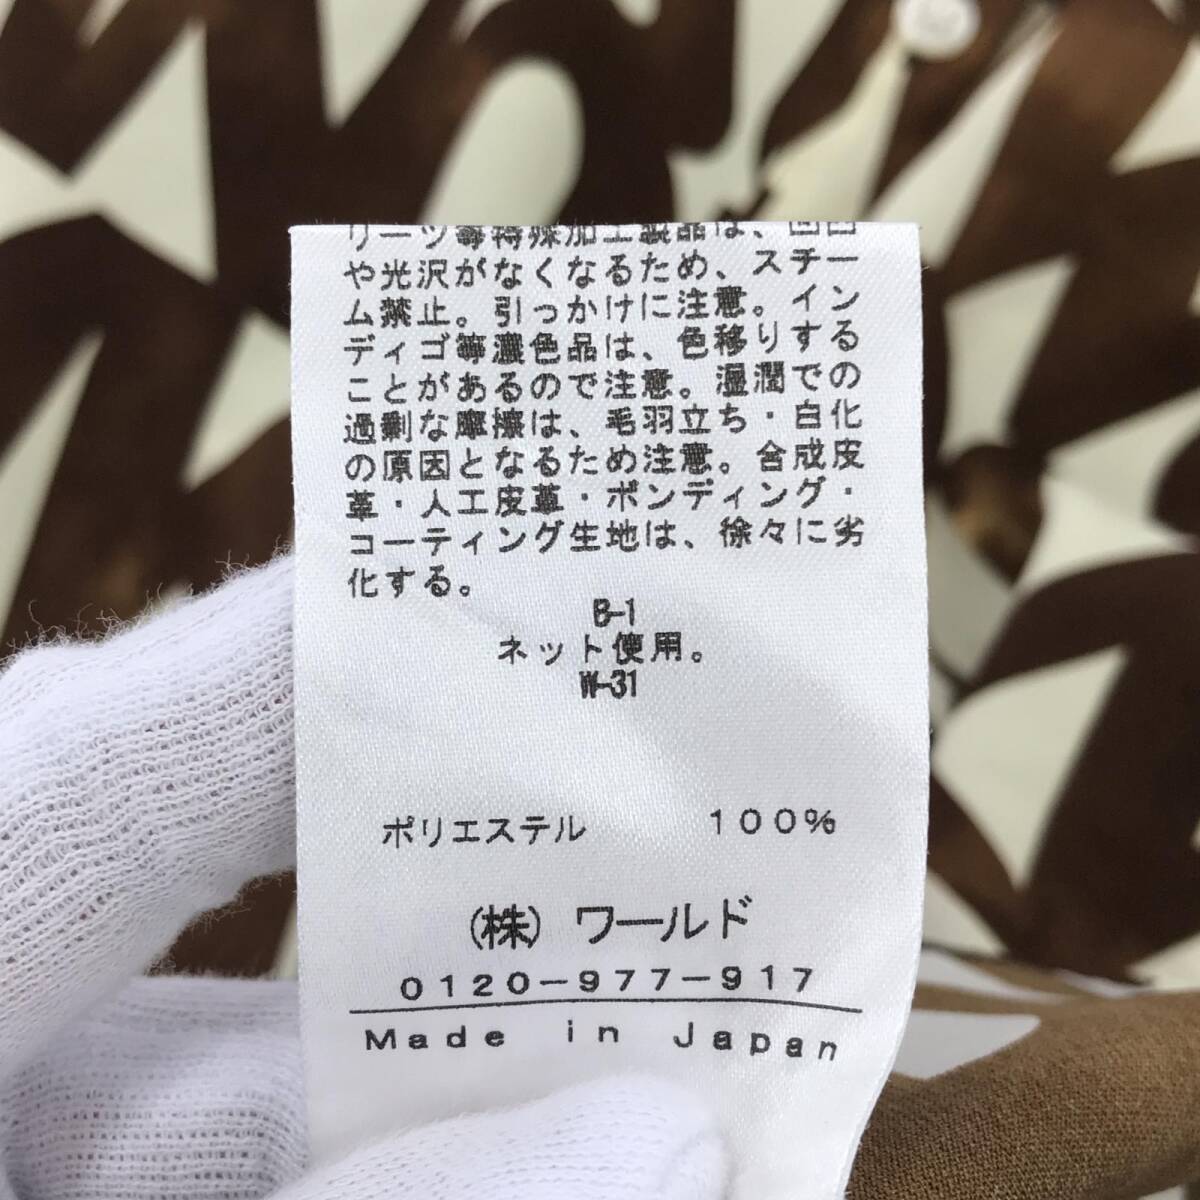 リーツ等特殊加工製品は、凹凸
や光沢がなくなるため、スチー
ム禁止。引っかけに注意。イン
ディゴ等濃色品は、色移りする
ことがあるので注意。湿潤での
過剰な摩擦は、毛羽立ち・白化
の原因となるため注意。合成皮
革・人工皮革・ボンディング・
コーティング生地は、徐々に劣
化する。
B-1
ネット使用。
W-31
ポリエステル 100%
(株) ワールド
0120-977-917
Made in Japan